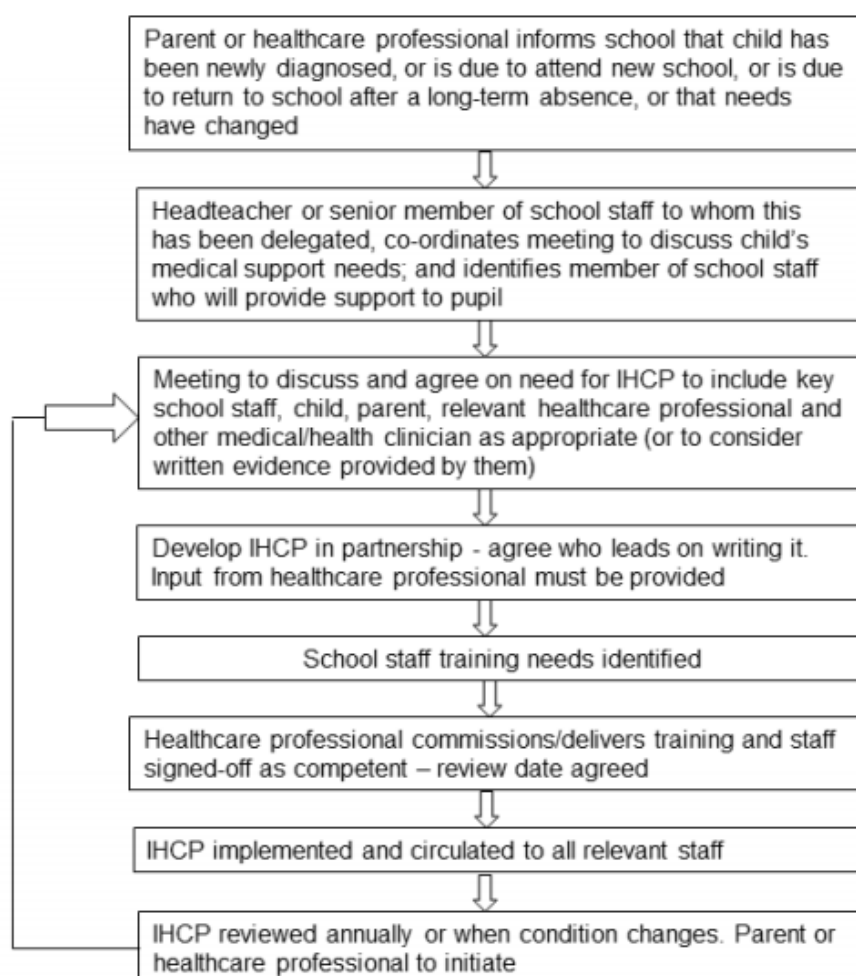 Parent or healthcare professional informs school that child has
been newly diagnosed, or is due to attend new school, or is due
to return to school after a long-term absence, or that needs
have changed
Headteacher or senior member of school staff to whom this
has been delegated, co-ordinates meeting to discuss child's
medical support needs; and identifies member of school staff
who will provide support to pupil
Meeting to discuss and agree on need for IHCP to include key
school staff, child, parent, relevant healthcare professional and
other medical/health clinician as appropriate (or to consider
written evidence provided by them)
Develop IHCP in partnership - agree who leads on writing it.
Input from healthcare professional must be provided
School staff training needs identified
Healthcare professional commissions/delivers training and staff
signed-off as competent – review date agreed
IHCP implemented and circulated to all relevant staff
IHCP reviewed annually or when condition changes. Parent or
healthcare professional to initiate